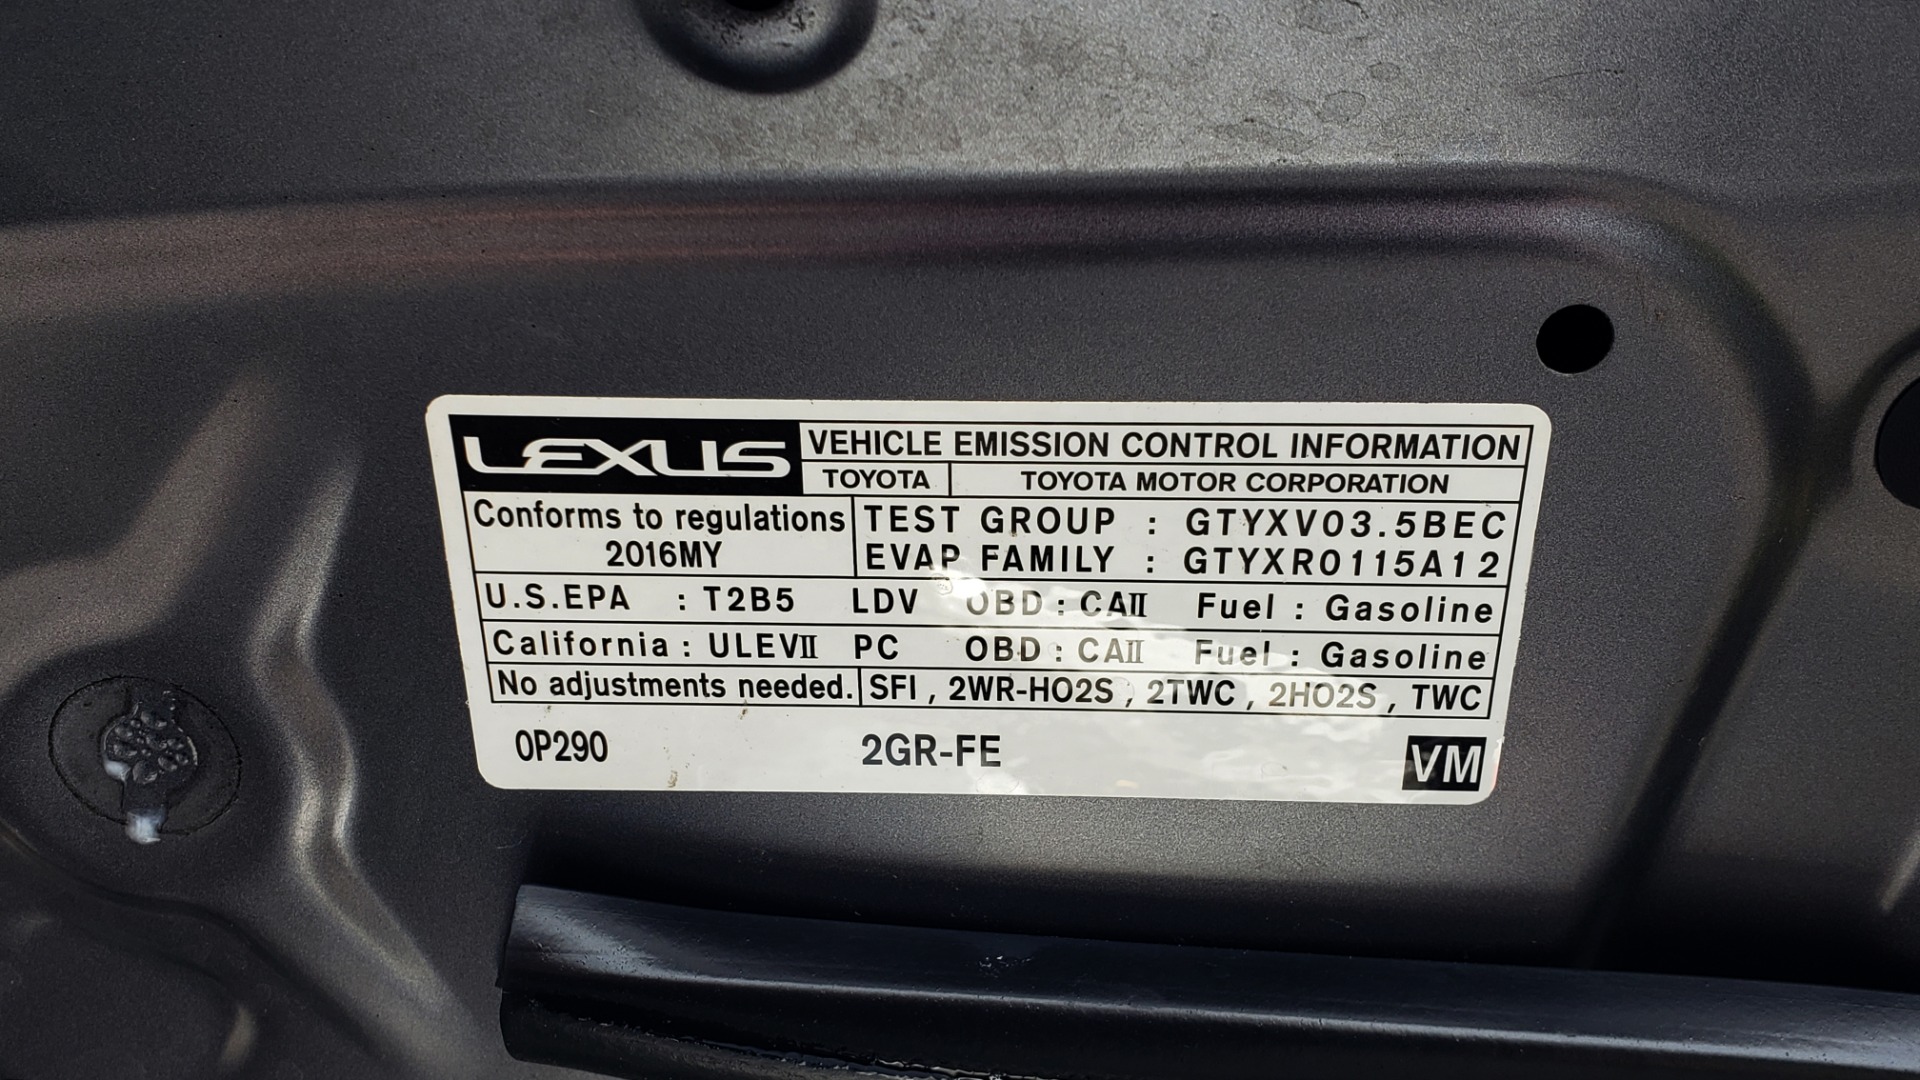 LEXUS VEHICLE EMISSION CONTROL INFORMATION
TOYOTA TOYOTA MOTOR CORPORATION
Conforms to regulations
2016MY
TEST GROUP : GTYXV03.5BEC
EVAP FAMILY : GTYXR0115A12
U.S.EPA : T2B5 LDV OBD : CAⅡ Fuel : Gasoline
California : ULEVⅡ PC OBD : CAⅡ Fuel : Gasoline
No adjustments needed. SFI , 2WR-HO2S , 2TWC , 2HO2S , TWC
0P290 2GR-FE VM